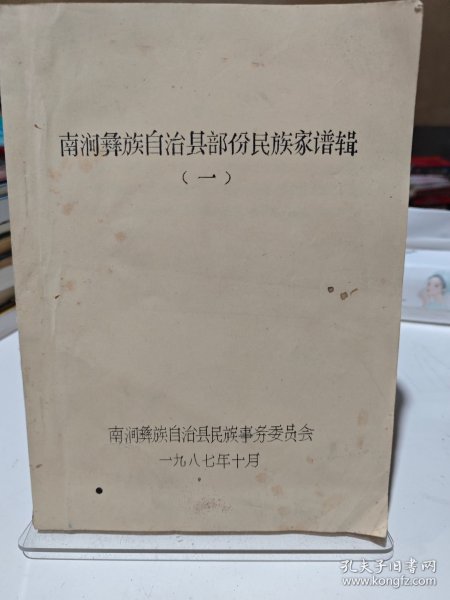 南涧彝族自治县部份民族家谱辑
（一）
南涧彝族自治县民族事务委员会
一九八七年十月
孔夫子旧书网
www.kongfz.com